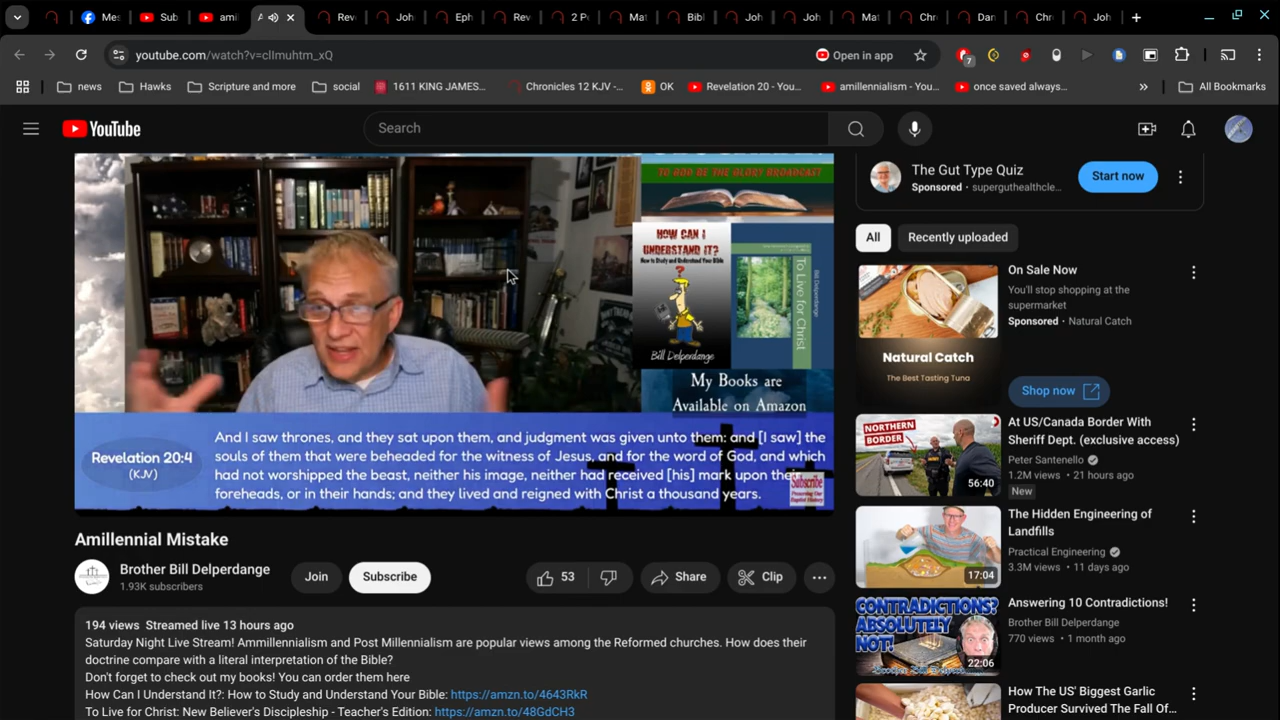 Mes
Sub
ami
A
Rev
Joh
Eph
Rev
2 Pe
Mat
Bibl
Joh
Joh
Mat
Chro
Dan
Chro
Joh
youtube.com/watch?v=clImuhtm_xQ
Open in app
7
news
Hawks
Scripture and more
social
1611 KING JAMES...
Chronicles 12 KJV -...
OK
Revelation 20 - You...
amillennialism - You...
once saved always...
All Bookmarks
YouTube
Search
TO GOD BE THE GLORY BROADCAST
HOW CAN I
UNDERSTAND IT?
How to Study and Understand Your Bible
?
Bill Delperdange
To Live for Christ
Bill Delperdange
My Books are
Available on Amazon
Revelation 20:4
(KJV)
And I saw thrones, and they sat upon them, and judgment was given unto them: and [I saw] the
souls of them that were beheaded for the witness of Jesus, and for the word of God, and which
had not worshipped the beast, neither his image, neither had received [his] mark upon their
foreheads, or in their hands; and they lived and reigned with Christ a thousand years.
Subscribe
Amillennial Mistake
Brother Bill Delperdange
1.93K subscribers
Join
Subscribe
53
Share
Clip
194 views Streamed live 13 hours ago
Saturday Night Live Stream! Ammillennialism and Post Millennialism are popular views among the Reformed churches. How does their
doctrine compare with a literal interpretation of the Bible?
Don't forget to check out my books! You can order them here
How Can I Understand It?: How to Study and Understand Your Bible: https://amzn.to/4643RkR
To Live for Christ: New Believer's Discipleship - Teacher's Edition: https://amzn.to/48GdCH3
The Gut Type Quiz
Sponsored · superguthealthcle...
Start now
All
Recently uploaded
On Sale Now
You'll stop shopping at the
supermarket
Sponsored · Natural Catch
Natural Catch
The Best Tasting Tuna
Shop now
NORTHERN
BORDER
56:40
At US/Canada Border With
Sheriff Dept. (exclusive access)
Peter Santenello
1.2M views · 21 hours ago
New
17:04
The Hidden Engineering of
Landfills
Practical Engineering
3.3M views · 11 days ago
CONTRADICTIONS?
ABSOLUTELY
NOT!
22:06
Answering 10 Contradictions!
Brother Bill Delperdange
770 views · 1 month ago
How The US' Biggest Garlic
Producer Survived The Fall Of...